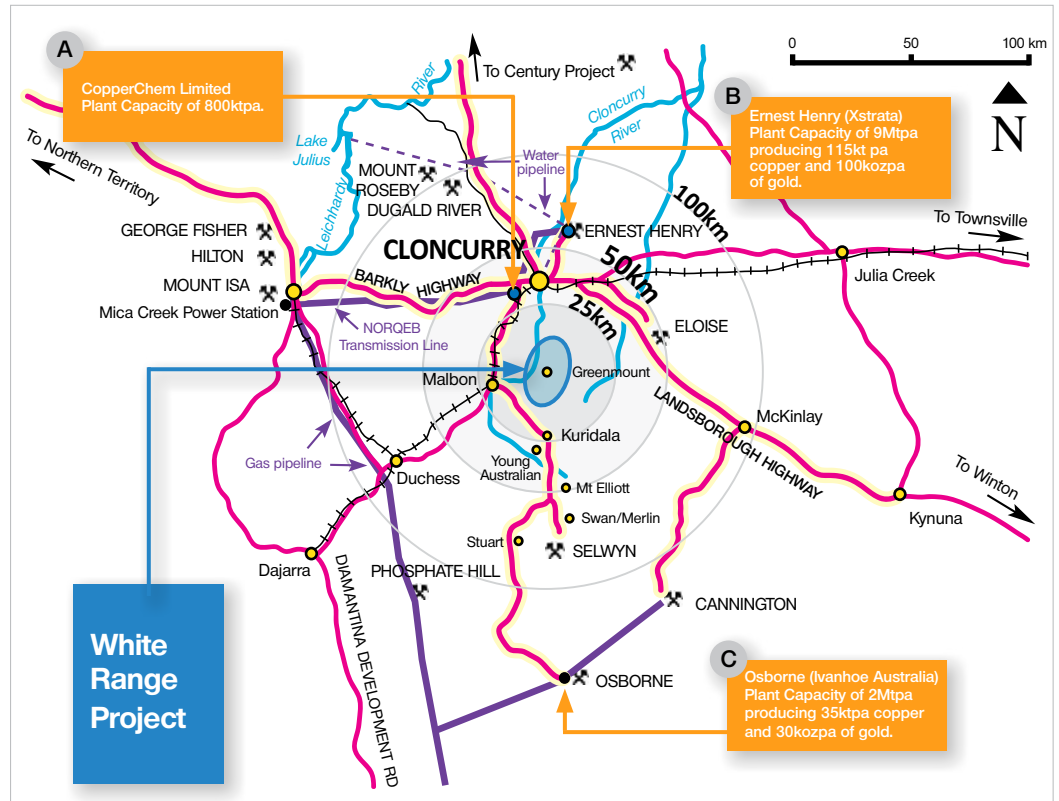 A
CopperChem Limited
Plant Capacity of 800ktpa.
To Century Project
0 50 100 km
N
B
Ernest Henry (Xstrata)
Plant Capacity of 9Mtpa
producing 115kt pa
copper and 100kozpa
of gold.
River
Cloncurry
River
Lake
Julius
Leichhardy
Water
pipeline
To Northern Territory
MOUNT
ROSEBY
DUGALD RIVER
100km
To Townsville
GEORGE FISHER
HILTON
MOUNT ISA
Mica Creek Power Station
CLONCURRY
ERNEST HENRY
BARKLY HIGHWAY
50km
25km
Julia Creek
NORQEB
Transmission Line
ELOISE
Malbon
Greenmount
LANDSBOROUGH HIGHWAY
McKinlay
Kuridala
Young
Australian
Gas pipeline
Duchess
Mt Elliott
To Winton
Kynuna
Swan/Merlin
Stuart
SELWYN
Dajarra
PHOSPHATE HILL
DIAMANTINA DEVELOPMENT RD
CANNINGTON
White
Range
Project
OSBORNE
C
Osborne (Ivanhoe Australia)
Plant Capacity of 2Mtpa
producing 35ktpa copper
and 30kozpa of gold.